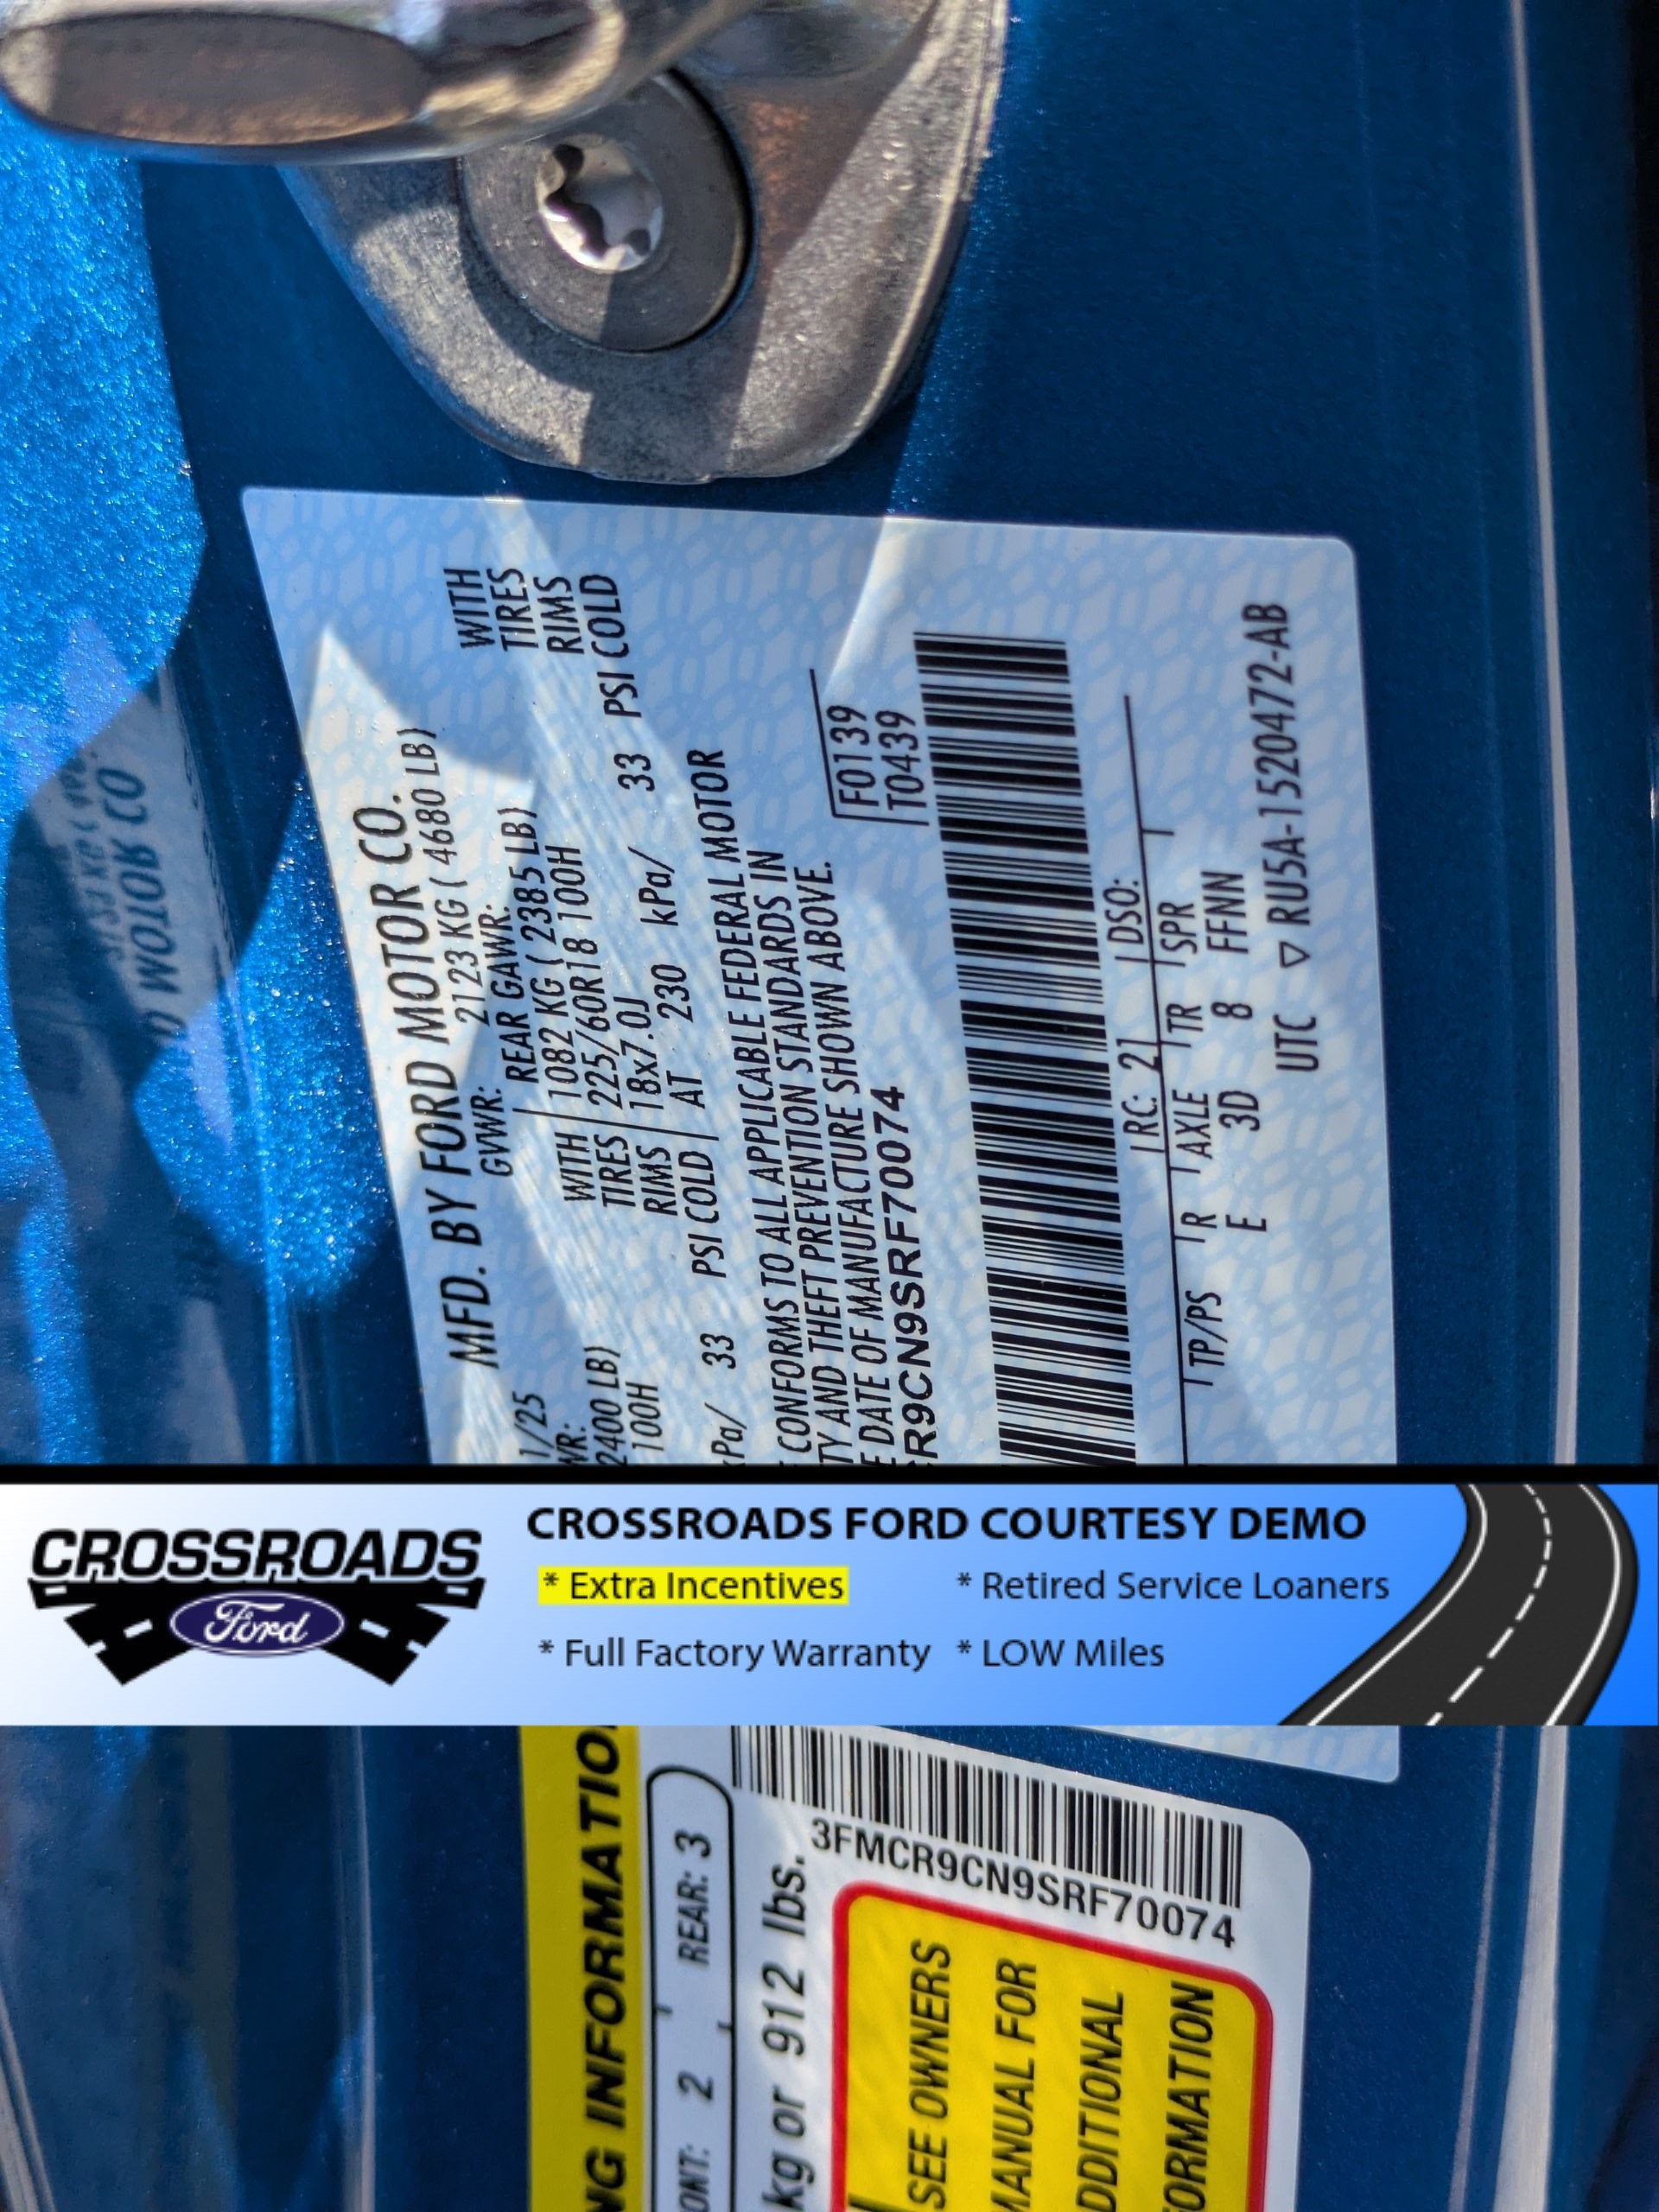 MFD. BY FORD MOTOR CO.
1/25 GVWR: 2123 KG ( 4680 LB)
WR: REAR GAWR:
2400 LB) WITH 1082 KG ( 2385 LB) WITH
100H TIRES 225/60R18 100H TIRES
RIMS 18x7.0J RIMS
kPa/ 33 PSI COLD AT 230 kPa/ 33 PSI COLD
CONFORMS TO ALL APPLICABLE FEDERAL MOTOR
TY AND THEFT PREVENTION STANDARDS IN
E DATE OF MANUFACTURE SHOWN ABOVE.
CR9CN9SRF70074
F0139
T0439
RC: 21 DSO:
TP/PS R AXLE TR SPR
E 3D 8 FFNN
UTC ▽ RU5A-1520472-AB
CROSSROADS
Ford
CROSSROADS FORD COURTESY DEMO
* Extra Incentives * Retired Service Loaners
* Full Factory Warranty * LOW Miles
NG INFORMATIO
ONT: 2 REAR: 3
kg or 912 lbs.
3FMCR9CN9SRF70074
SEE OWNERS
MANUAL FOR
DDITIONAL
FORMATION